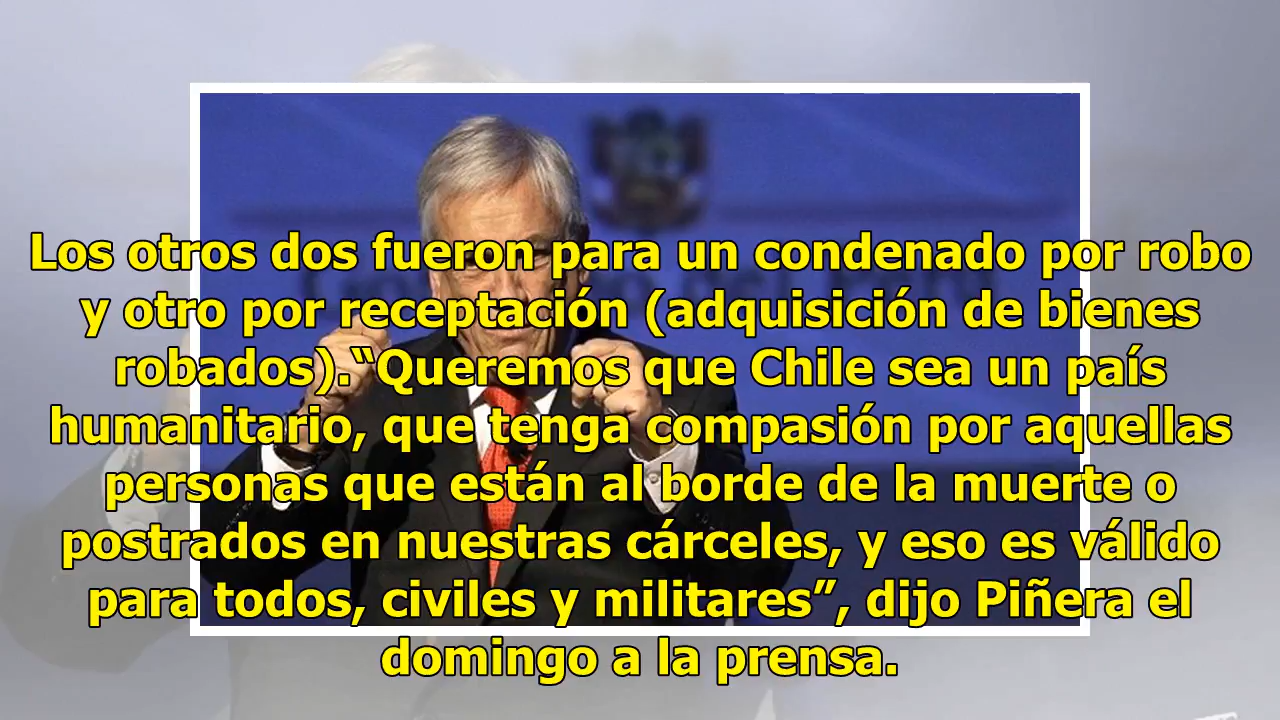 Los otros dos fueron para un condenado por robo
y otro por receptación (adquisición de bienes
robados).“Queremos que Chile sea un país
humanitario, que tenga compasión por aquellas
personas que están al borde de la muerte o
postrados en nuestras cárceles, y eso es válido
para todos, civiles y militares”, dijo Piñera el
domingo a la prensa.